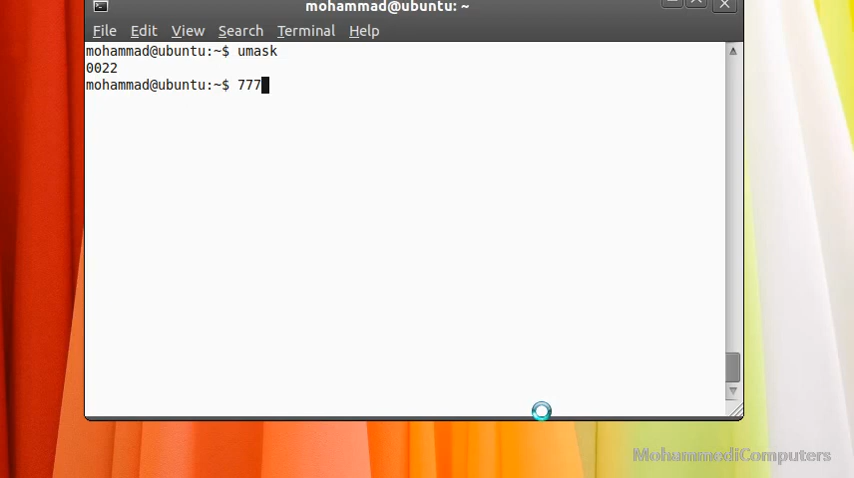 mohammad@ubuntu: ~
File Edit View Search Terminal Help
mohammad@ubuntu:~$ umask
0022
mohammad@ubuntu:~$ 777
MohammediComputers